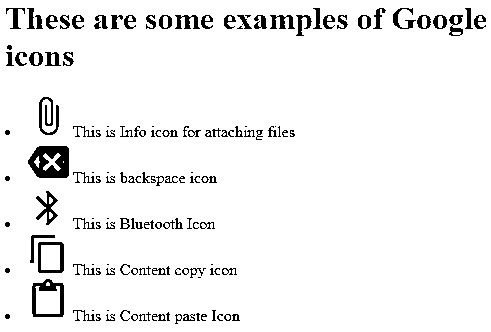 These are some examples of Google
icons
This is Info icon for attaching files
This is backspace icon
This is Bluetooth Icon
This is Content copy icon
This is Content paste Icon